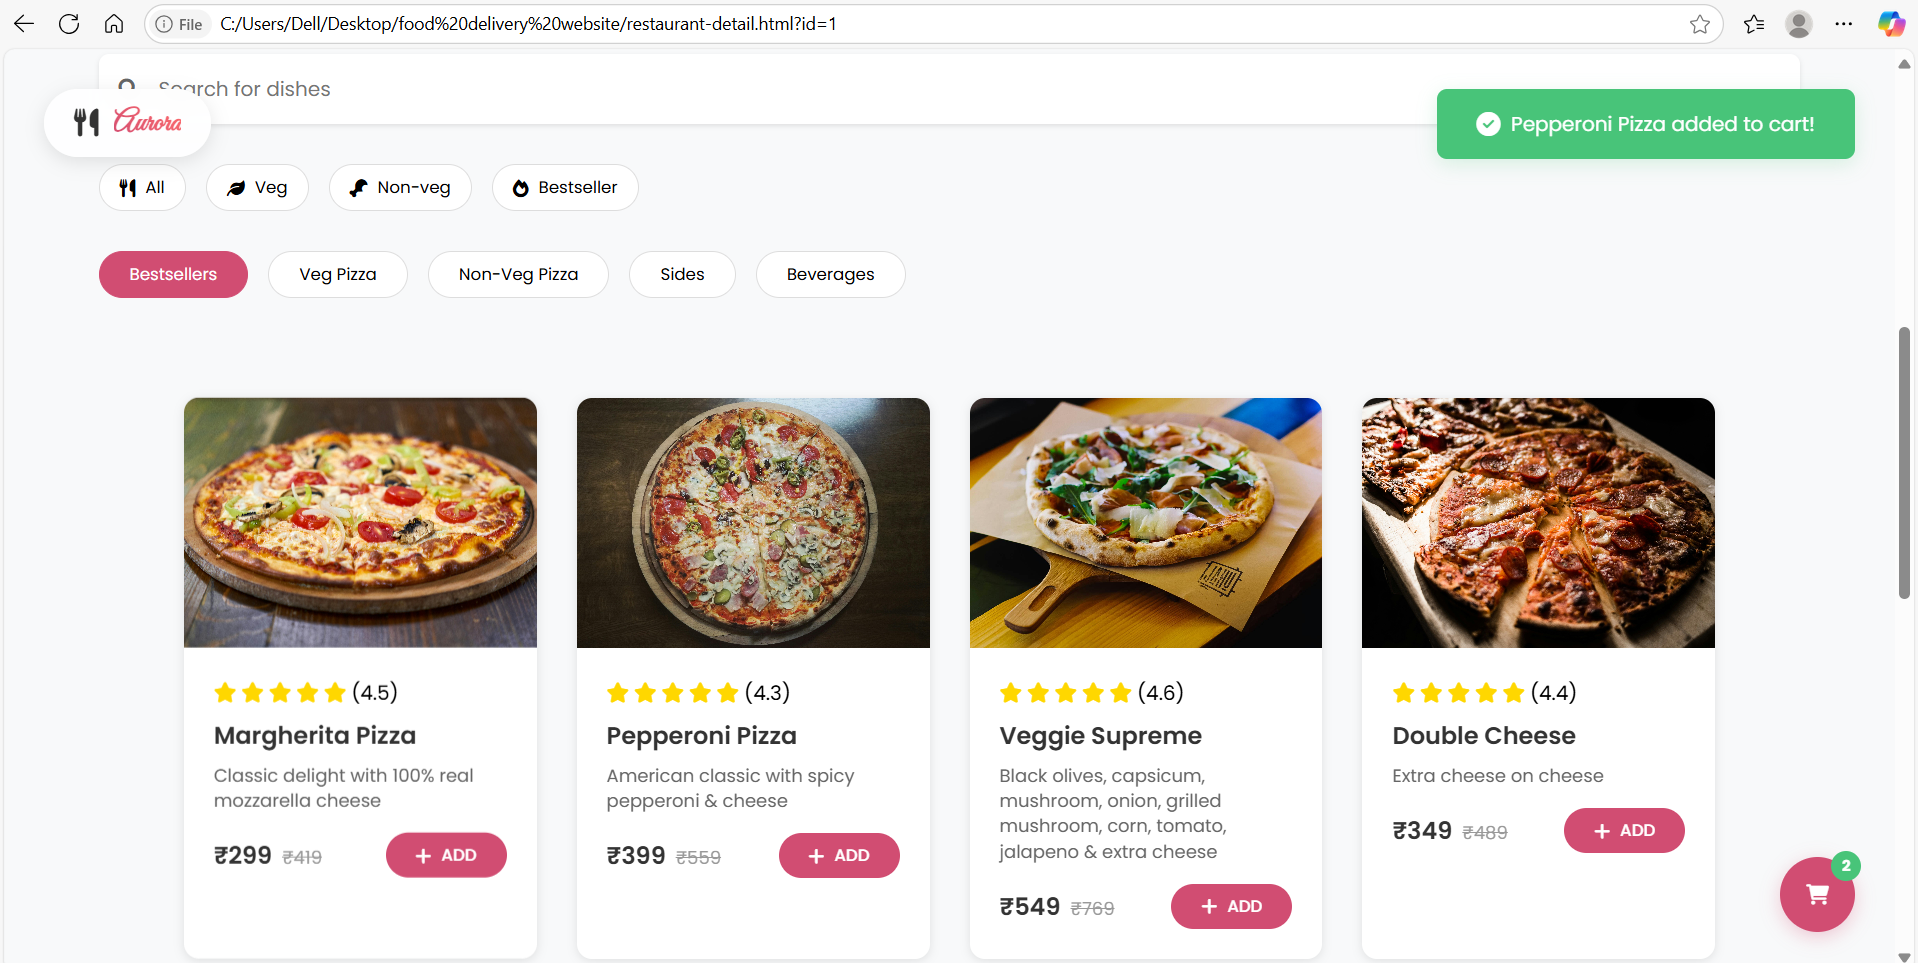 File C:/Users/Dell/Desktop/food%20delivery%20website/restaurant-detail.html?id=1
Search for dishes
Aurora
Pepperoni Pizza added to cart!
All Veg Non-veg Bestseller
Bestsellers Veg Pizza Non-Veg Pizza Sides Beverages
(4.5)
Margherita Pizza
Classic delight with 100% real
mozzarella cheese
₹299 ₹419 + ADD
(4.3)
Pepperoni Pizza
American classic with spicy
pepperoni & cheese
₹399 ₹559 + ADD
(4.6)
Veggie Supreme
Black olives, capsicum,
mushroom, onion, grilled
mushroom, corn, tomato,
jalapeno & extra cheese
₹549 ₹769 + ADD
(4.4)
Double Cheese
Extra cheese on cheese
₹349 ₹489 + ADD
2